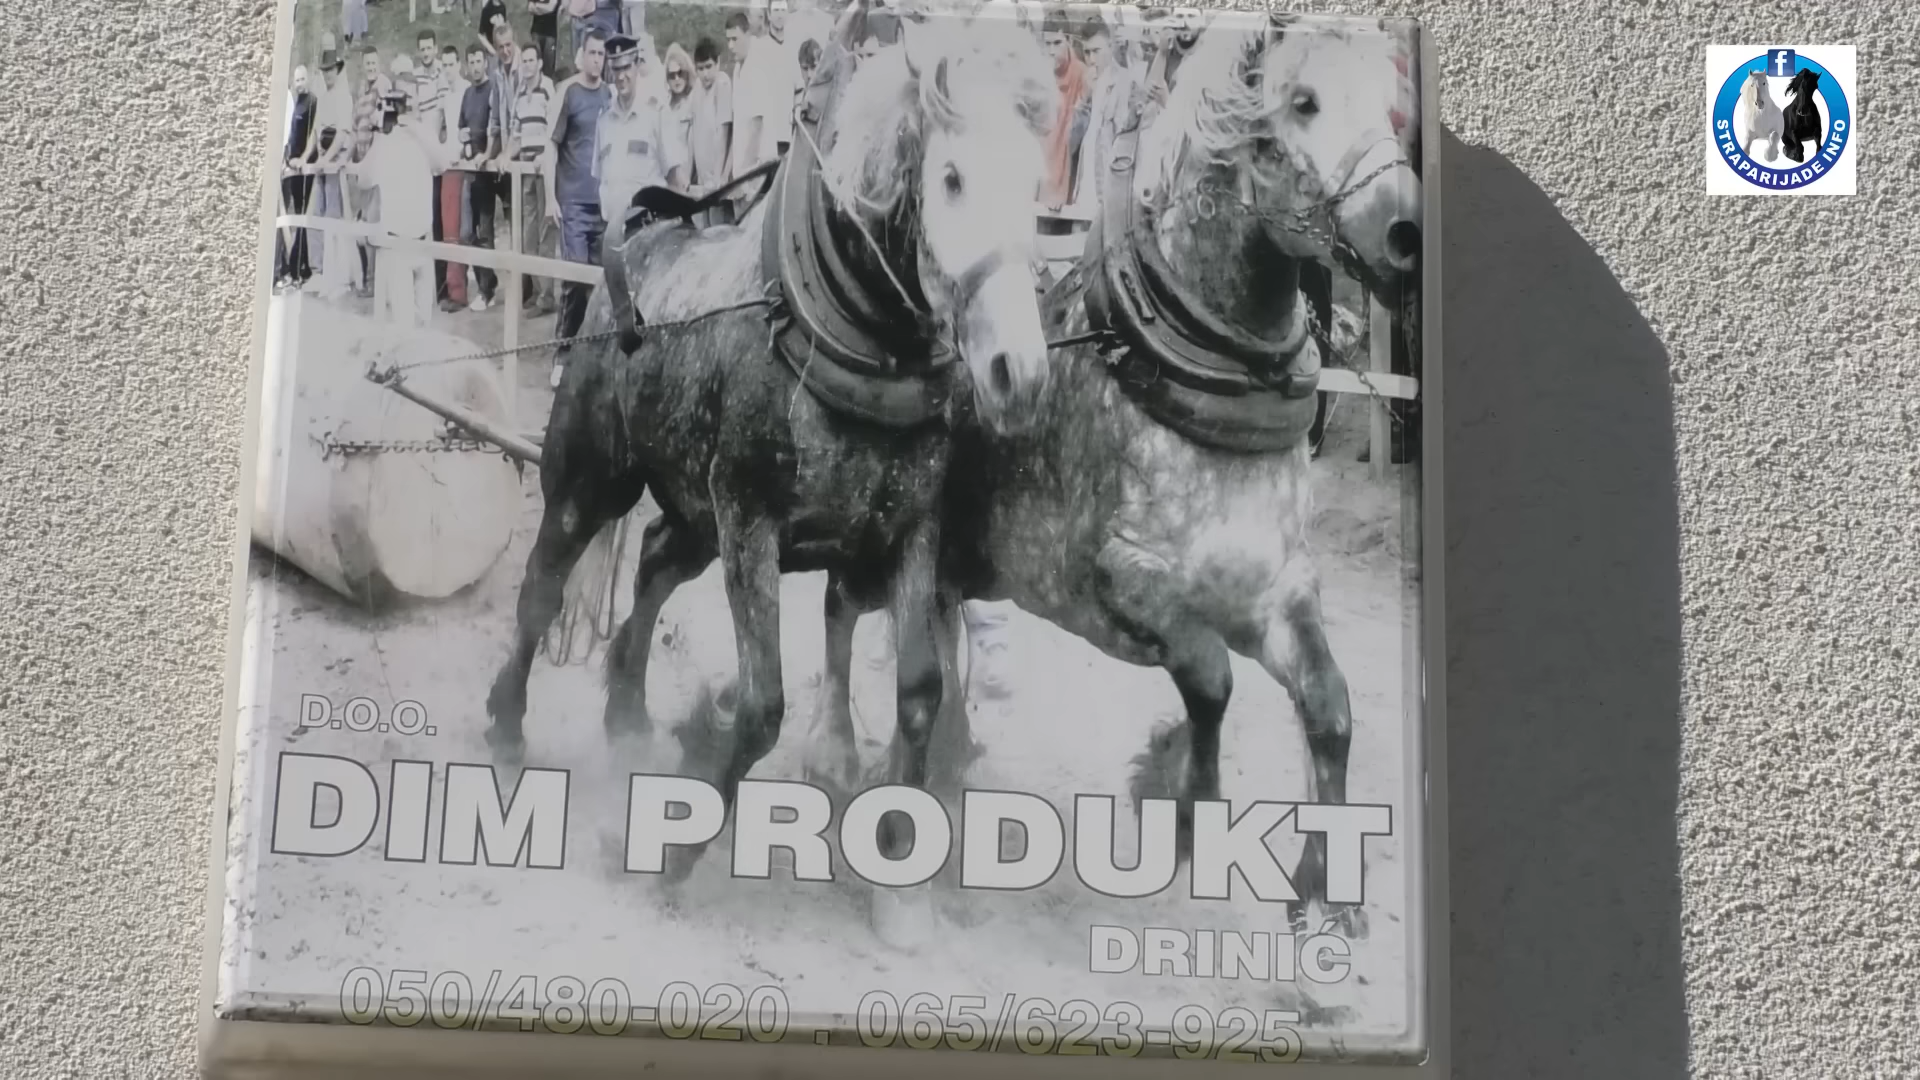 f
STRAPARIJADE INFO
D.O.O.
DIM PRODUKT
DRINIĆ
050/480-020 . 065/623-925